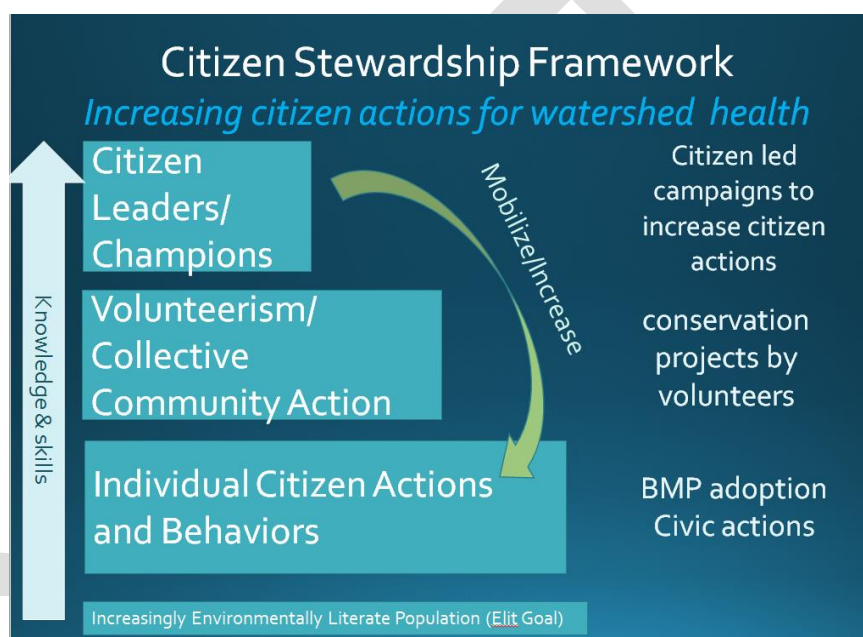 Citizen Stewardship Framework
Increasing citizen actions for watershed health
Citizen
Leaders/
Champions
Mobilize/Increase
Citizen led
campaigns to
increase citizen
actions
Knowledge & skills
Volunteerism/
Collective
Community Action
conservation
projects by
volunteers
Individual Citizen Actions
and Behaviors
BMP adoption
Civic actions
Increasingly Environmentally Literate Population (Elit Goal)